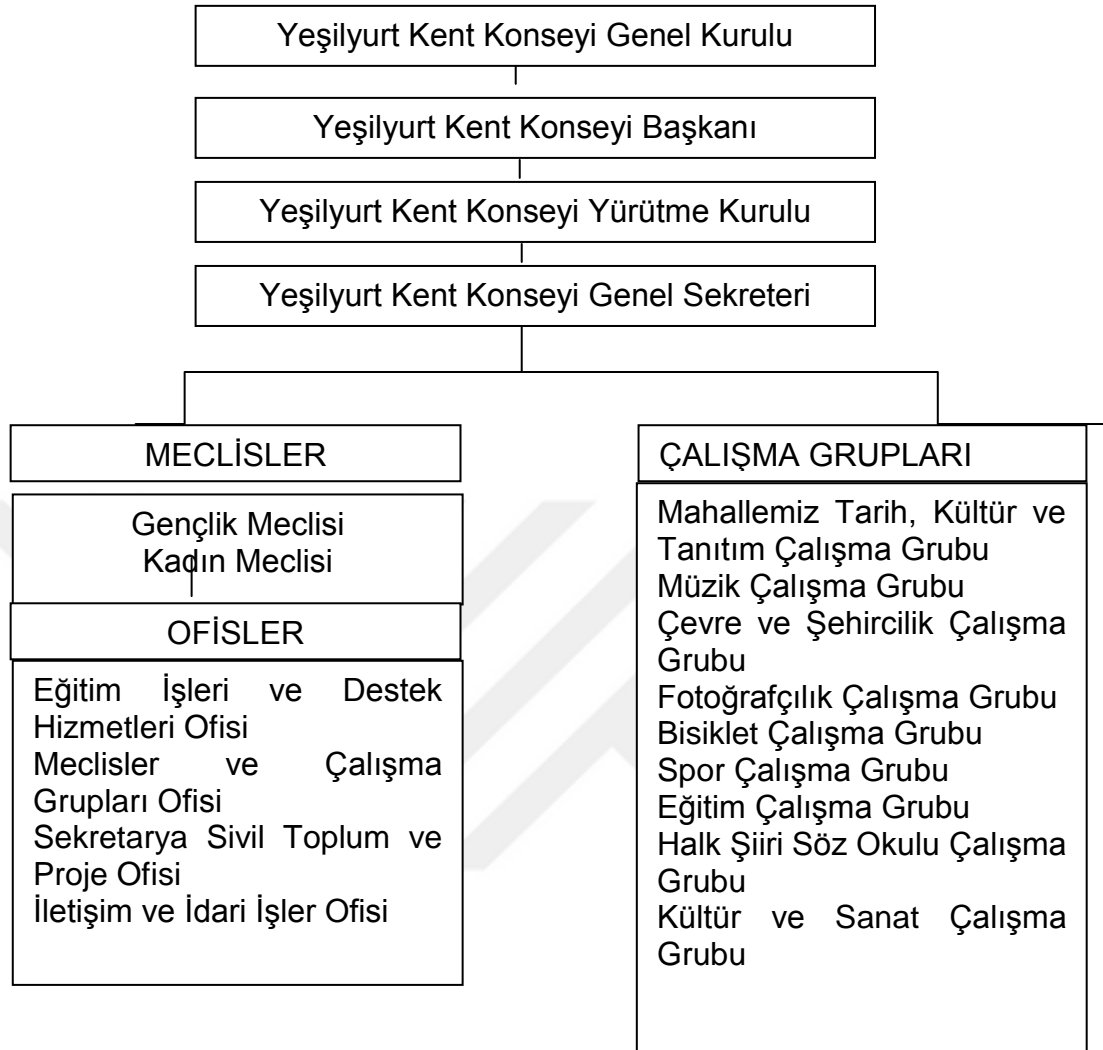 Yeşilyurt Kent Konseyi Genel Kurulu
Yeşilyurt Kent Konseyi Başkanı
Yeşilyurt Kent Konseyi Yürütme Kurulu
Yeşilyurt Kent Konseyi Genel Sekreteri
MECLİSLER
Gençlik Meclisi
Kadın Meclisi
OFİSLER
Eğitim İşleri ve Destek
Hizmetleri Ofisi
Meclisler ve Çalışma
Grupları Ofisi
Sekretarya Sivil Toplum ve
Proje Ofisi
İletişim ve İdari İşler Ofisi
ÇALIŞMA GRUPLARI
Mahallemiz Tarih, Kültür ve
Tanıtım Çalışma Grubu
Müzik Çalışma Grubu
Çevre ve Şehircilik Çalışma
Grubu
Fotoğrafçılık Çalışma Grubu
Bisiklet Çalışma Grubu
Spor Çalışma Grubu
Eğitim Çalışma Grubu
Halk Şiiri Söz Okulu Çalışma
Grubu
Kültür ve Sanat Çalışma
Grubu